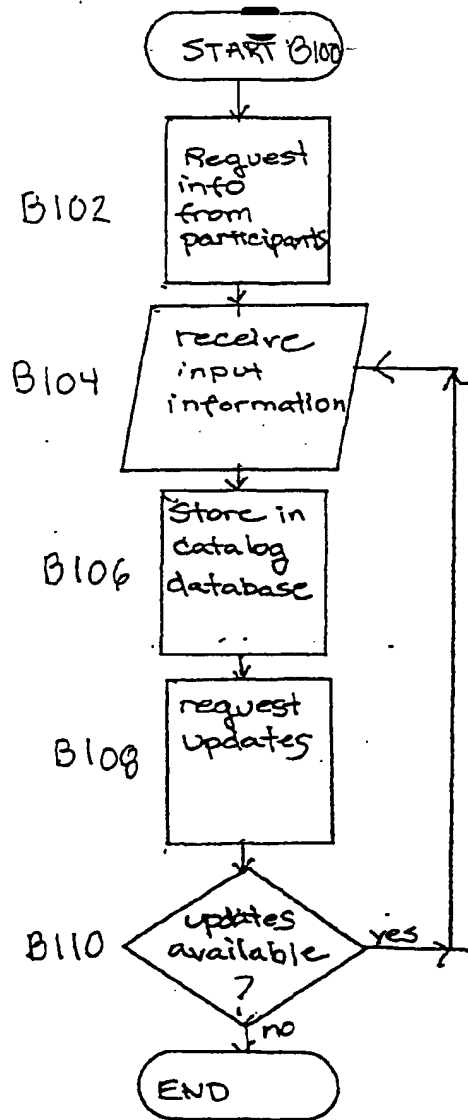 START B100
B102
Request
info
from
participants
B104
receive
input
information
B106
Store in
catalog
database
B108
request
updates
B110
updates
available
?
yes
no
END